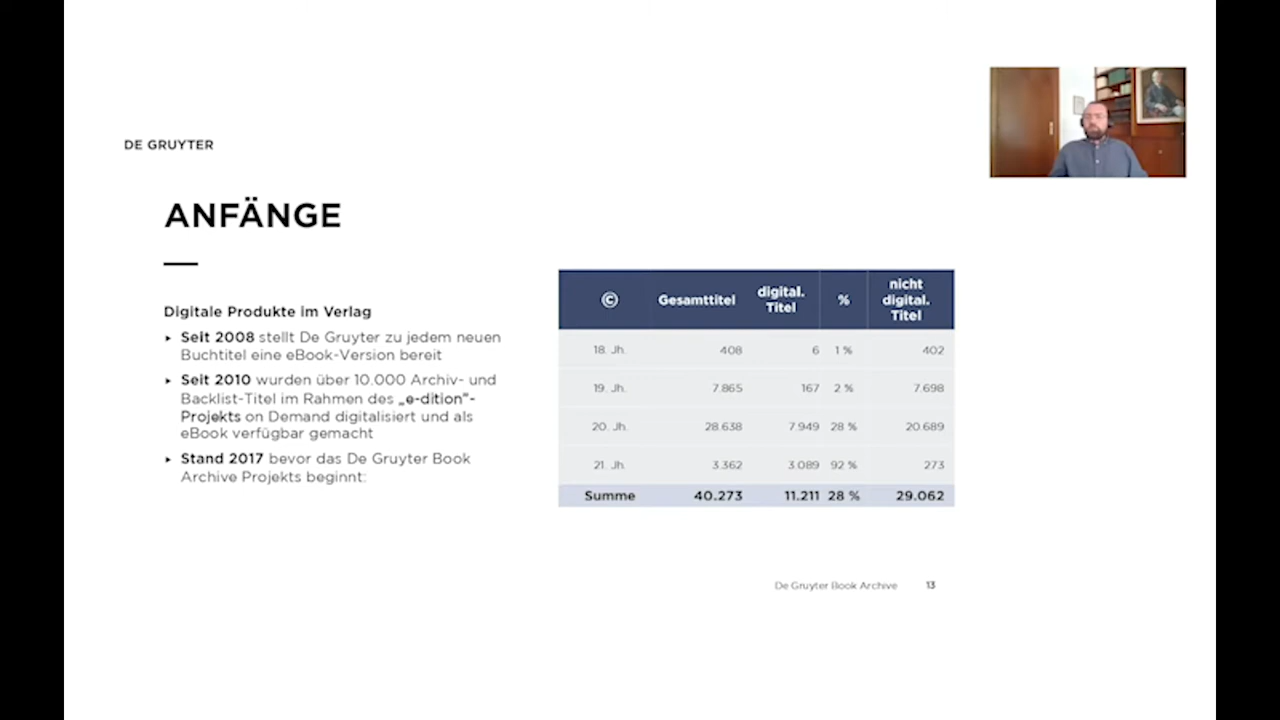 DE GRUYTER
ANFÄNGE
Digitale Produkte im Verlag
▸ Seit 2008 stellt De Gruyter zu jedem neuen
Buchtitel eine eBook-Version bereit
▸ Seit 2010 wurden über 10.000 Archiv- und
Backlist-Titel im Rahmen des „e-dition”-
Projekts on Demand digitalisiert und als
eBook verfügbar gemacht
▸ Stand 2017 bevor das De Gruyter Book
Archive Projekts beginnt:
© Gesamttitel digital. Titel % nicht digital. Titel
18. Jh. 408 6 1 % 402
19. Jh. 7.865 167 2 % 7.698
20. Jh. 28.638 7.949 28 % 20.689
21. Jh. 3.362 3.089 92 % 273
Summe 40.273 11.211 28 % 29.062
De Gruyter Book Archive 13